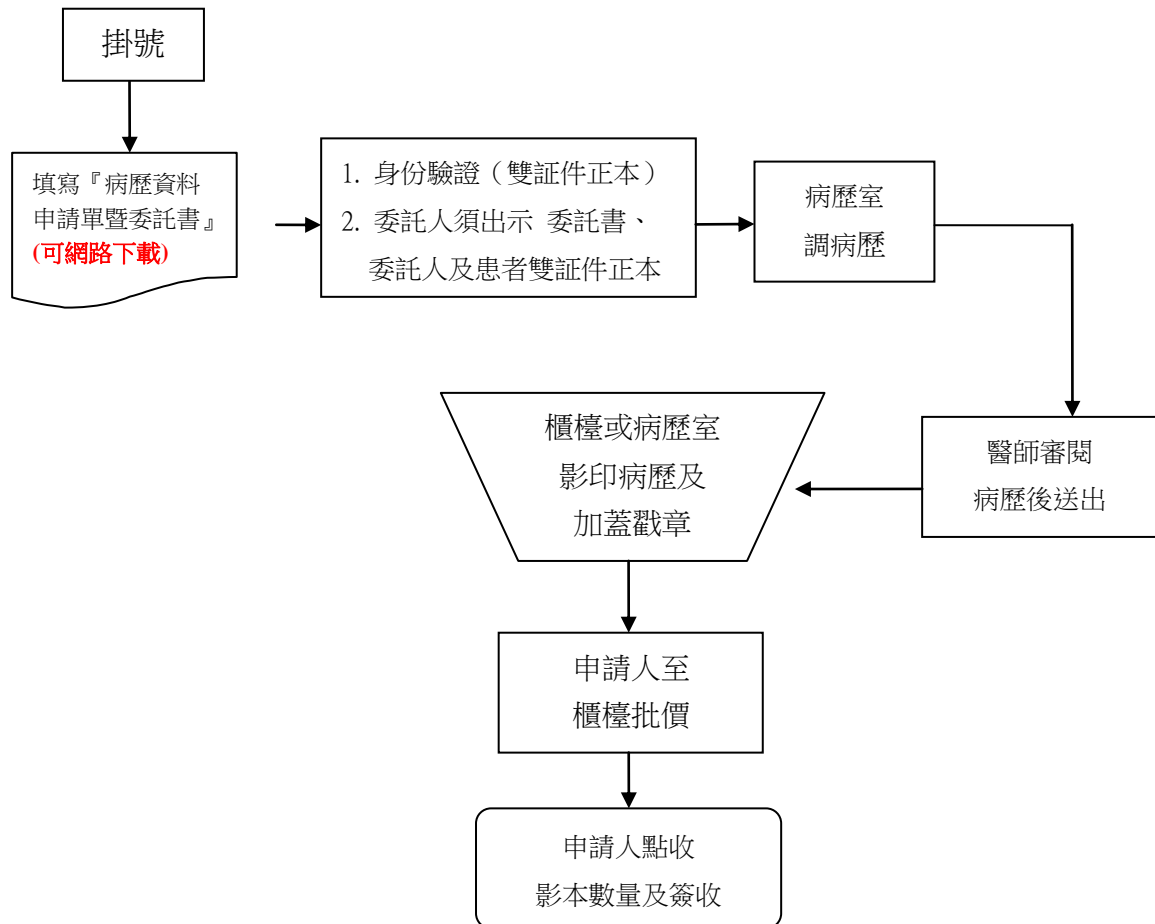 掛號
填寫『病歷資料
申請單暨委託書』
(可網路下載)
1. 身份驗證（雙証件正本）
2. 委託人須出示 委託書、
委託人及患者雙証件正本
病歷室
調病歷
醫師審閱
病歷後送出
櫃檯或病歷室
影印病歷及
加蓋戳章
申請人至
櫃檯批價
申請人點收
影本數量及簽收